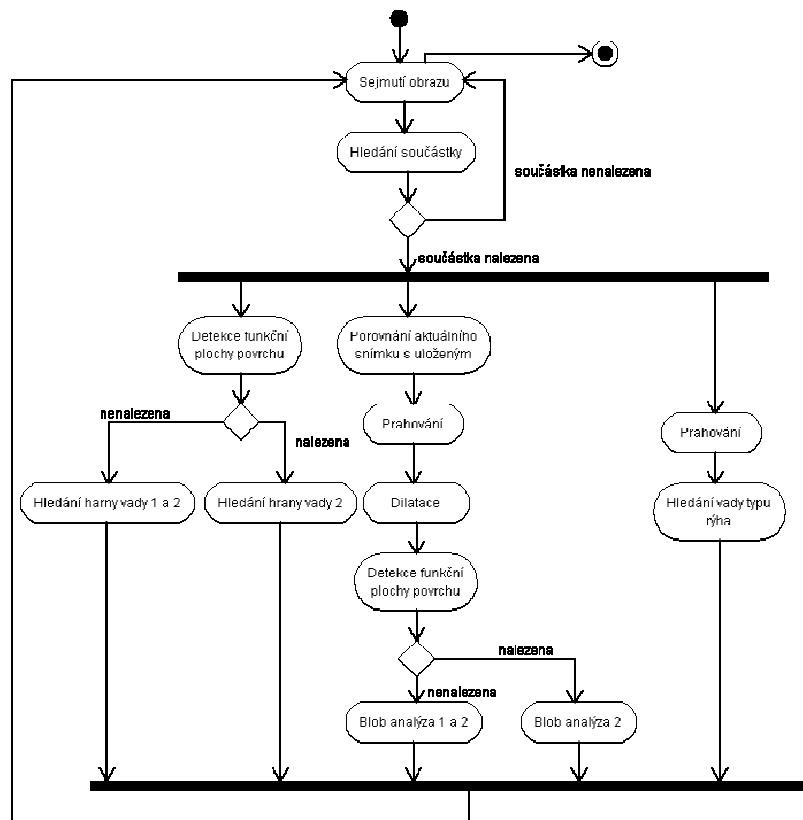 Sejmutí obrazu
Hledání součástky
součástka nenalezena
součástka nalezena
Detekce funkční
plochy povrchu
Porovnání aktuálního
snímku s uloženým
nenalezena
nalezena
Prahování
Prahování
Hledání harny vady 1 a 2
Hledání hrany vady 2
Dilatace
Hledání vady typu
rýha
Detekce funkční
plochy povrchu
nalezena
nenalezena
Blob analýza 1 a 2
Blob analýza 2